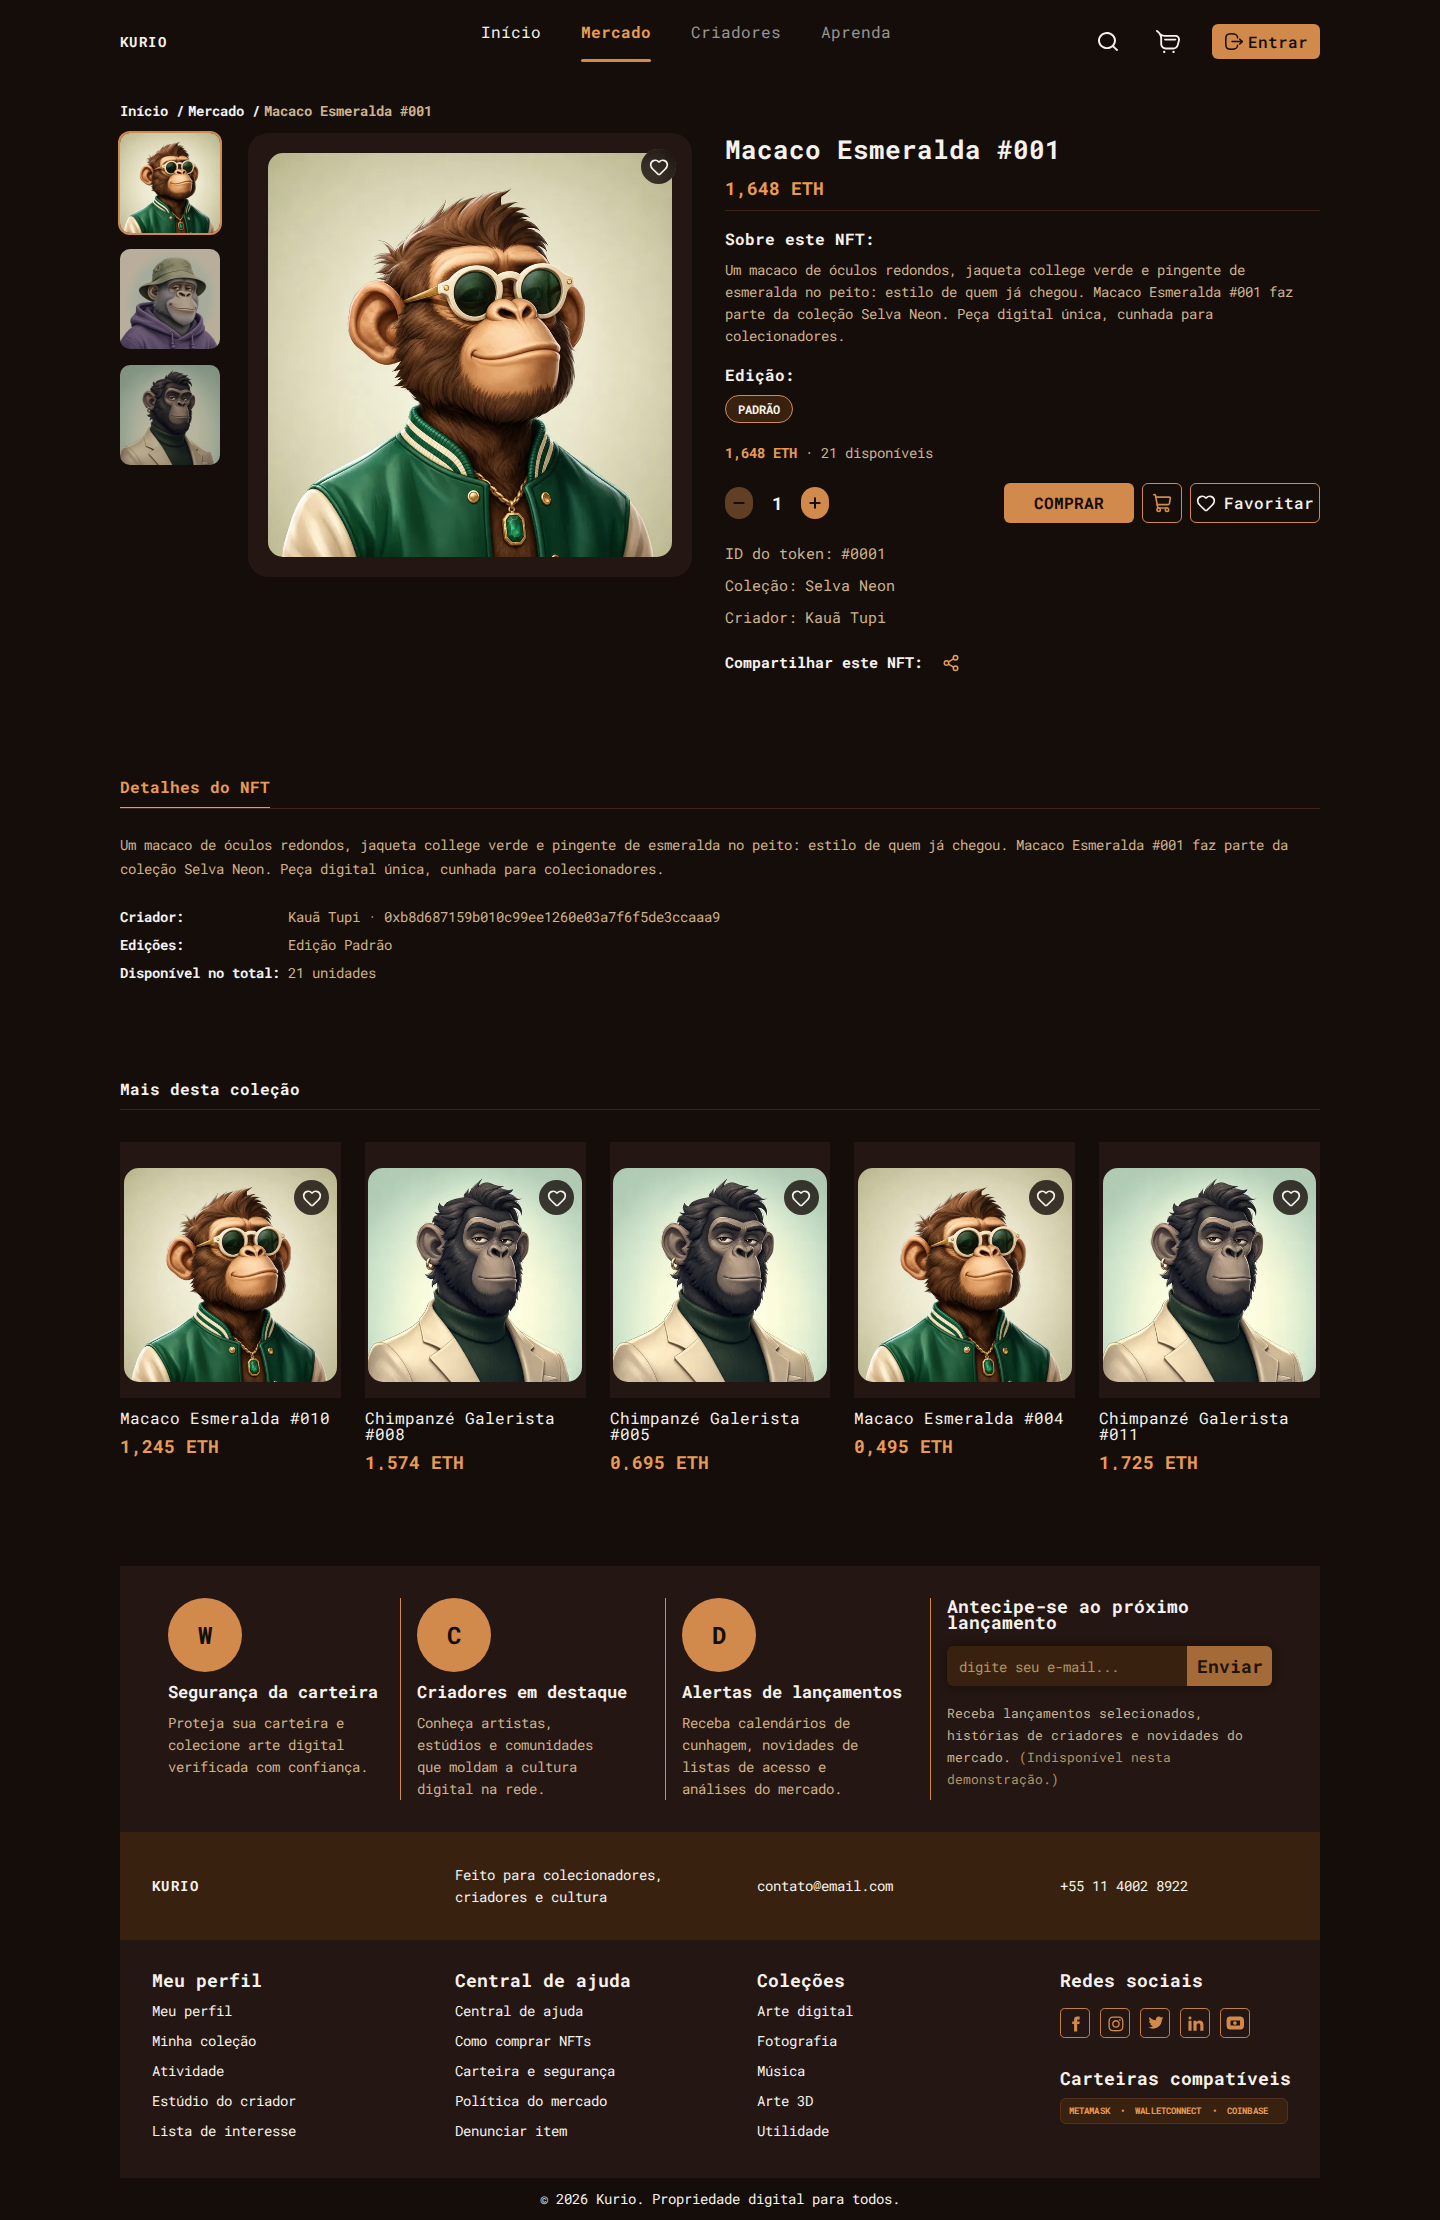 KURIO
Início
Mercado
Criadores
Aprenda
Entrar
Início / Mercado / Macaco Esmeralda #001
Macaco Esmeralda #001
1,648 ETH
Sobre este NFT:
Um macaco de óculos redondos, jaqueta college verde e pingente de
esmeralda no peito: estilo de quem já chegou. Macaco Esmeralda #001 faz
parte da coleção Selva Neon. Peça digital única, cunhada para
colecionadores.
Edição:
PADRÃO
1,648 ETH · 21 disponíveis
1
COMPRAR
Favoritar
ID do token: #0001
Coleção: Selva Neon
Criador: Kauã Tupi
Compartilhar este NFT:
Detalhes do NFT
Um macaco de óculos redondos, jaqueta college verde e pingente de esmeralda no peito: estilo de quem já chegou. Macaco Esmeralda #001 faz parte da
coleção Selva Neon. Peça digital única, cunhada para colecionadores.
Criador: Kauã Tupi · 0xb8d687159b010c99ee1260e03a7f6f5de3ccaaa9
Edições: Edição Padrão
Disponível no total: 21 unidades
Mais desta coleção
Macaco Esmeralda #010
1,245 ETH
Chimpanzé Galerista
#008
1,574 ETH
Chimpanzé Galerista
#005
0,695 ETH
Macaco Esmeralda #004
0,495 ETH
Chimpanzé Galerista
#011
1,725 ETH
W
Segurança da carteira
Proteja sua carteira e
colecione arte digital
verificada com confiança.
C
Criadores em destaque
Conheça artistas,
estúdios e comunidades
que moldam a cultura
digital na rede.
D
Alertas de lançamentos
Receba calendários de
cunhagem, novidades de
listas de acesso e
análises do mercado.
Antecipe-se ao próximo
lançamento
digite seu e-mail...
Enviar
Receba lançamentos selecionados,
histórias de criadores e novidades do
mercado. (Indisponível nesta
demonstração.)
KURIO
Feito para colecionadores,
criadores e cultura
contato@email.com
+55 11 4002 8922
Meu perfil
Meu perfil
Minha coleção
Atividade
Estúdio do criador
Lista de interesse
Central de ajuda
Central de ajuda
Como comprar NFTs
Carteira e segurança
Política do mercado
Denunciar item
Coleções
Arte digital
Fotografia
Música
Arte 3D
Utilidade
Redes sociais
Carteiras compatíveis
METAMASK · WALLETCONNECT · COINBASE
© 2026 Kurio. Propriedade digital para todos.